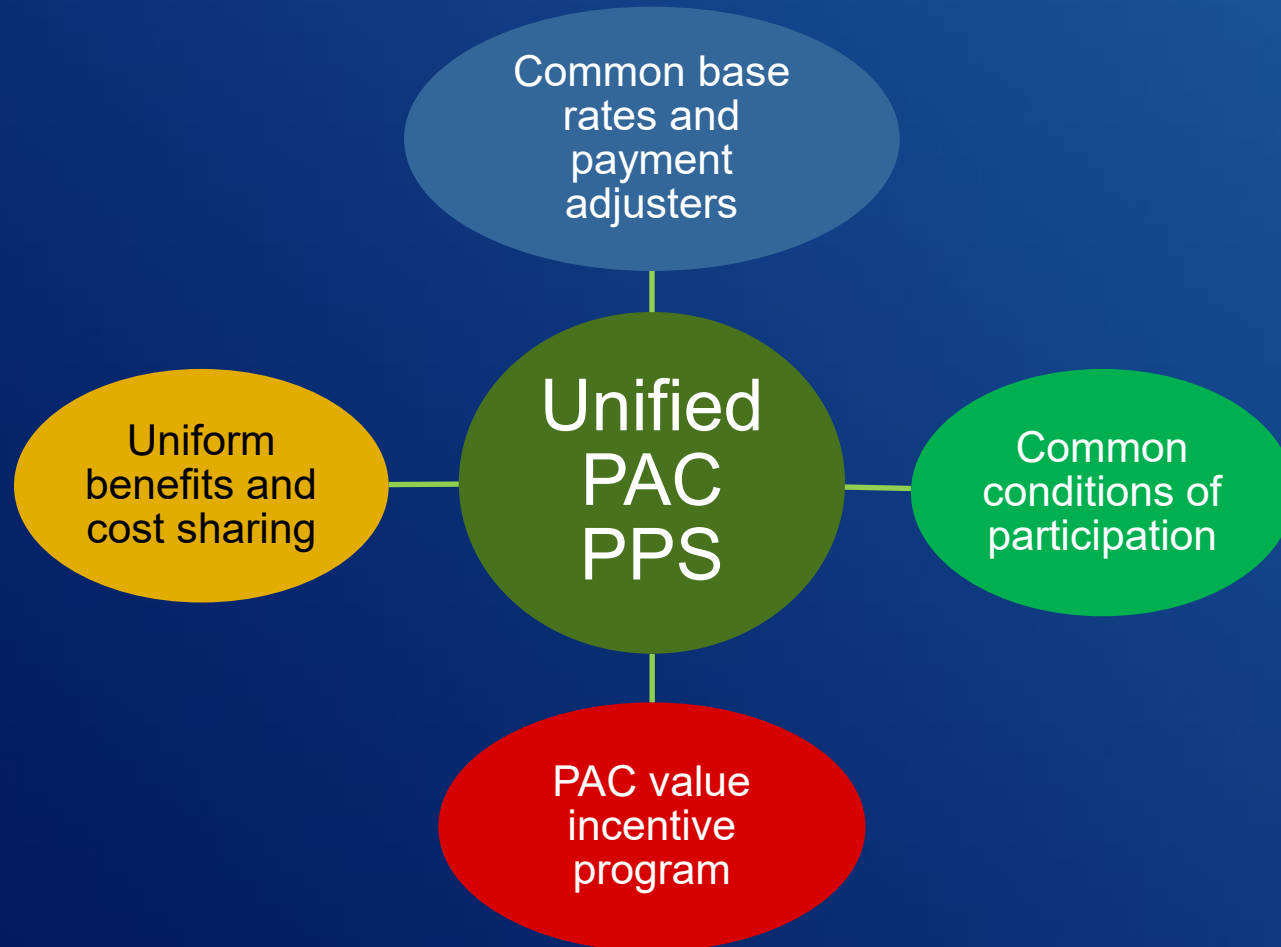 Common base
rates and
payment
adjusters
Uniform
benefits and
cost sharing
Unified
PAC
PPS
Common
conditions of
participation
PAC value
incentive
program